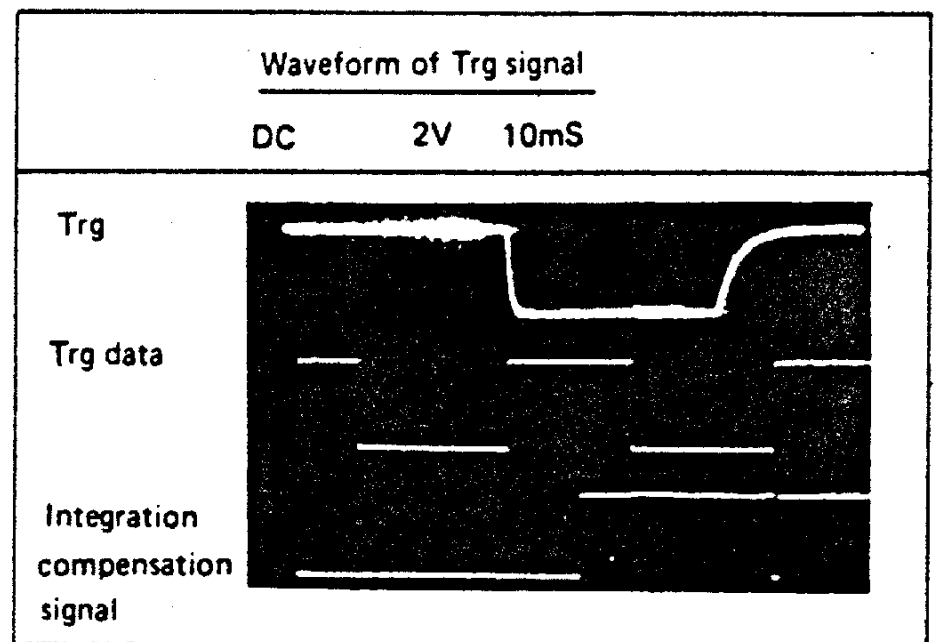 Waveform of Trg signal
DC 2V 10mS
Trg
Trg data
Integration
compensation
signal